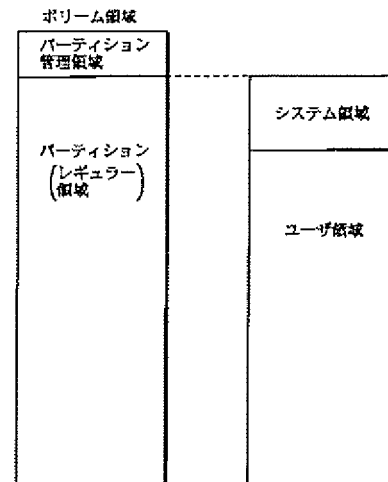 ボリーム領域
パーティション
管理領域
システム領域
パーティション
(レギュラー
領域)
ユーザ領域